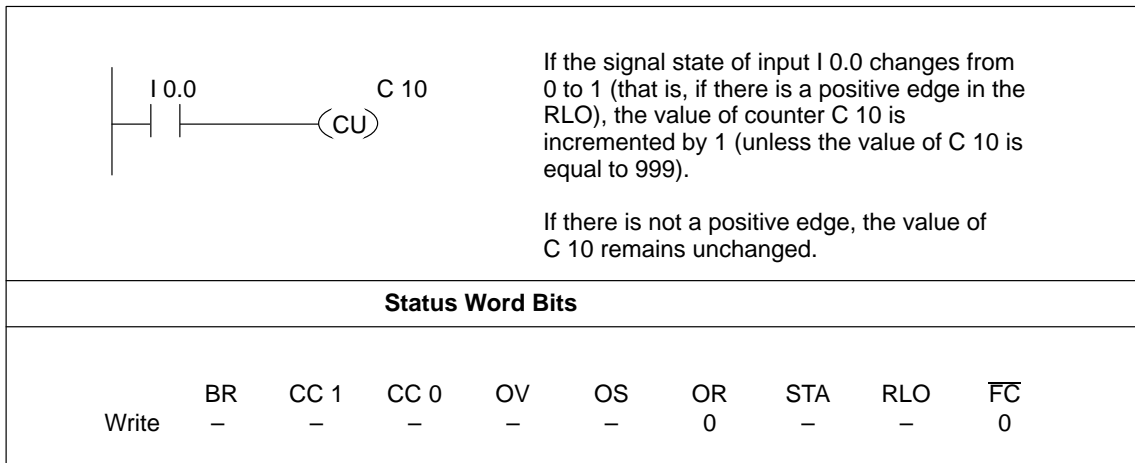 I 0.0 C 10
CU
If the signal state of input I 0.0 changes from
0 to 1 (that is, if there is a positive edge in the
RLO), the value of counter C 10 is
incremented by 1 (unless the value of C 10 is
equal to 999).
If there is not a positive edge, the value of
C 10 remains unchanged.
Status Word Bits
BR CC 1 CC 0 OV OS OR STA RLO F̅C̅
Write – – – – – 0 – – 0